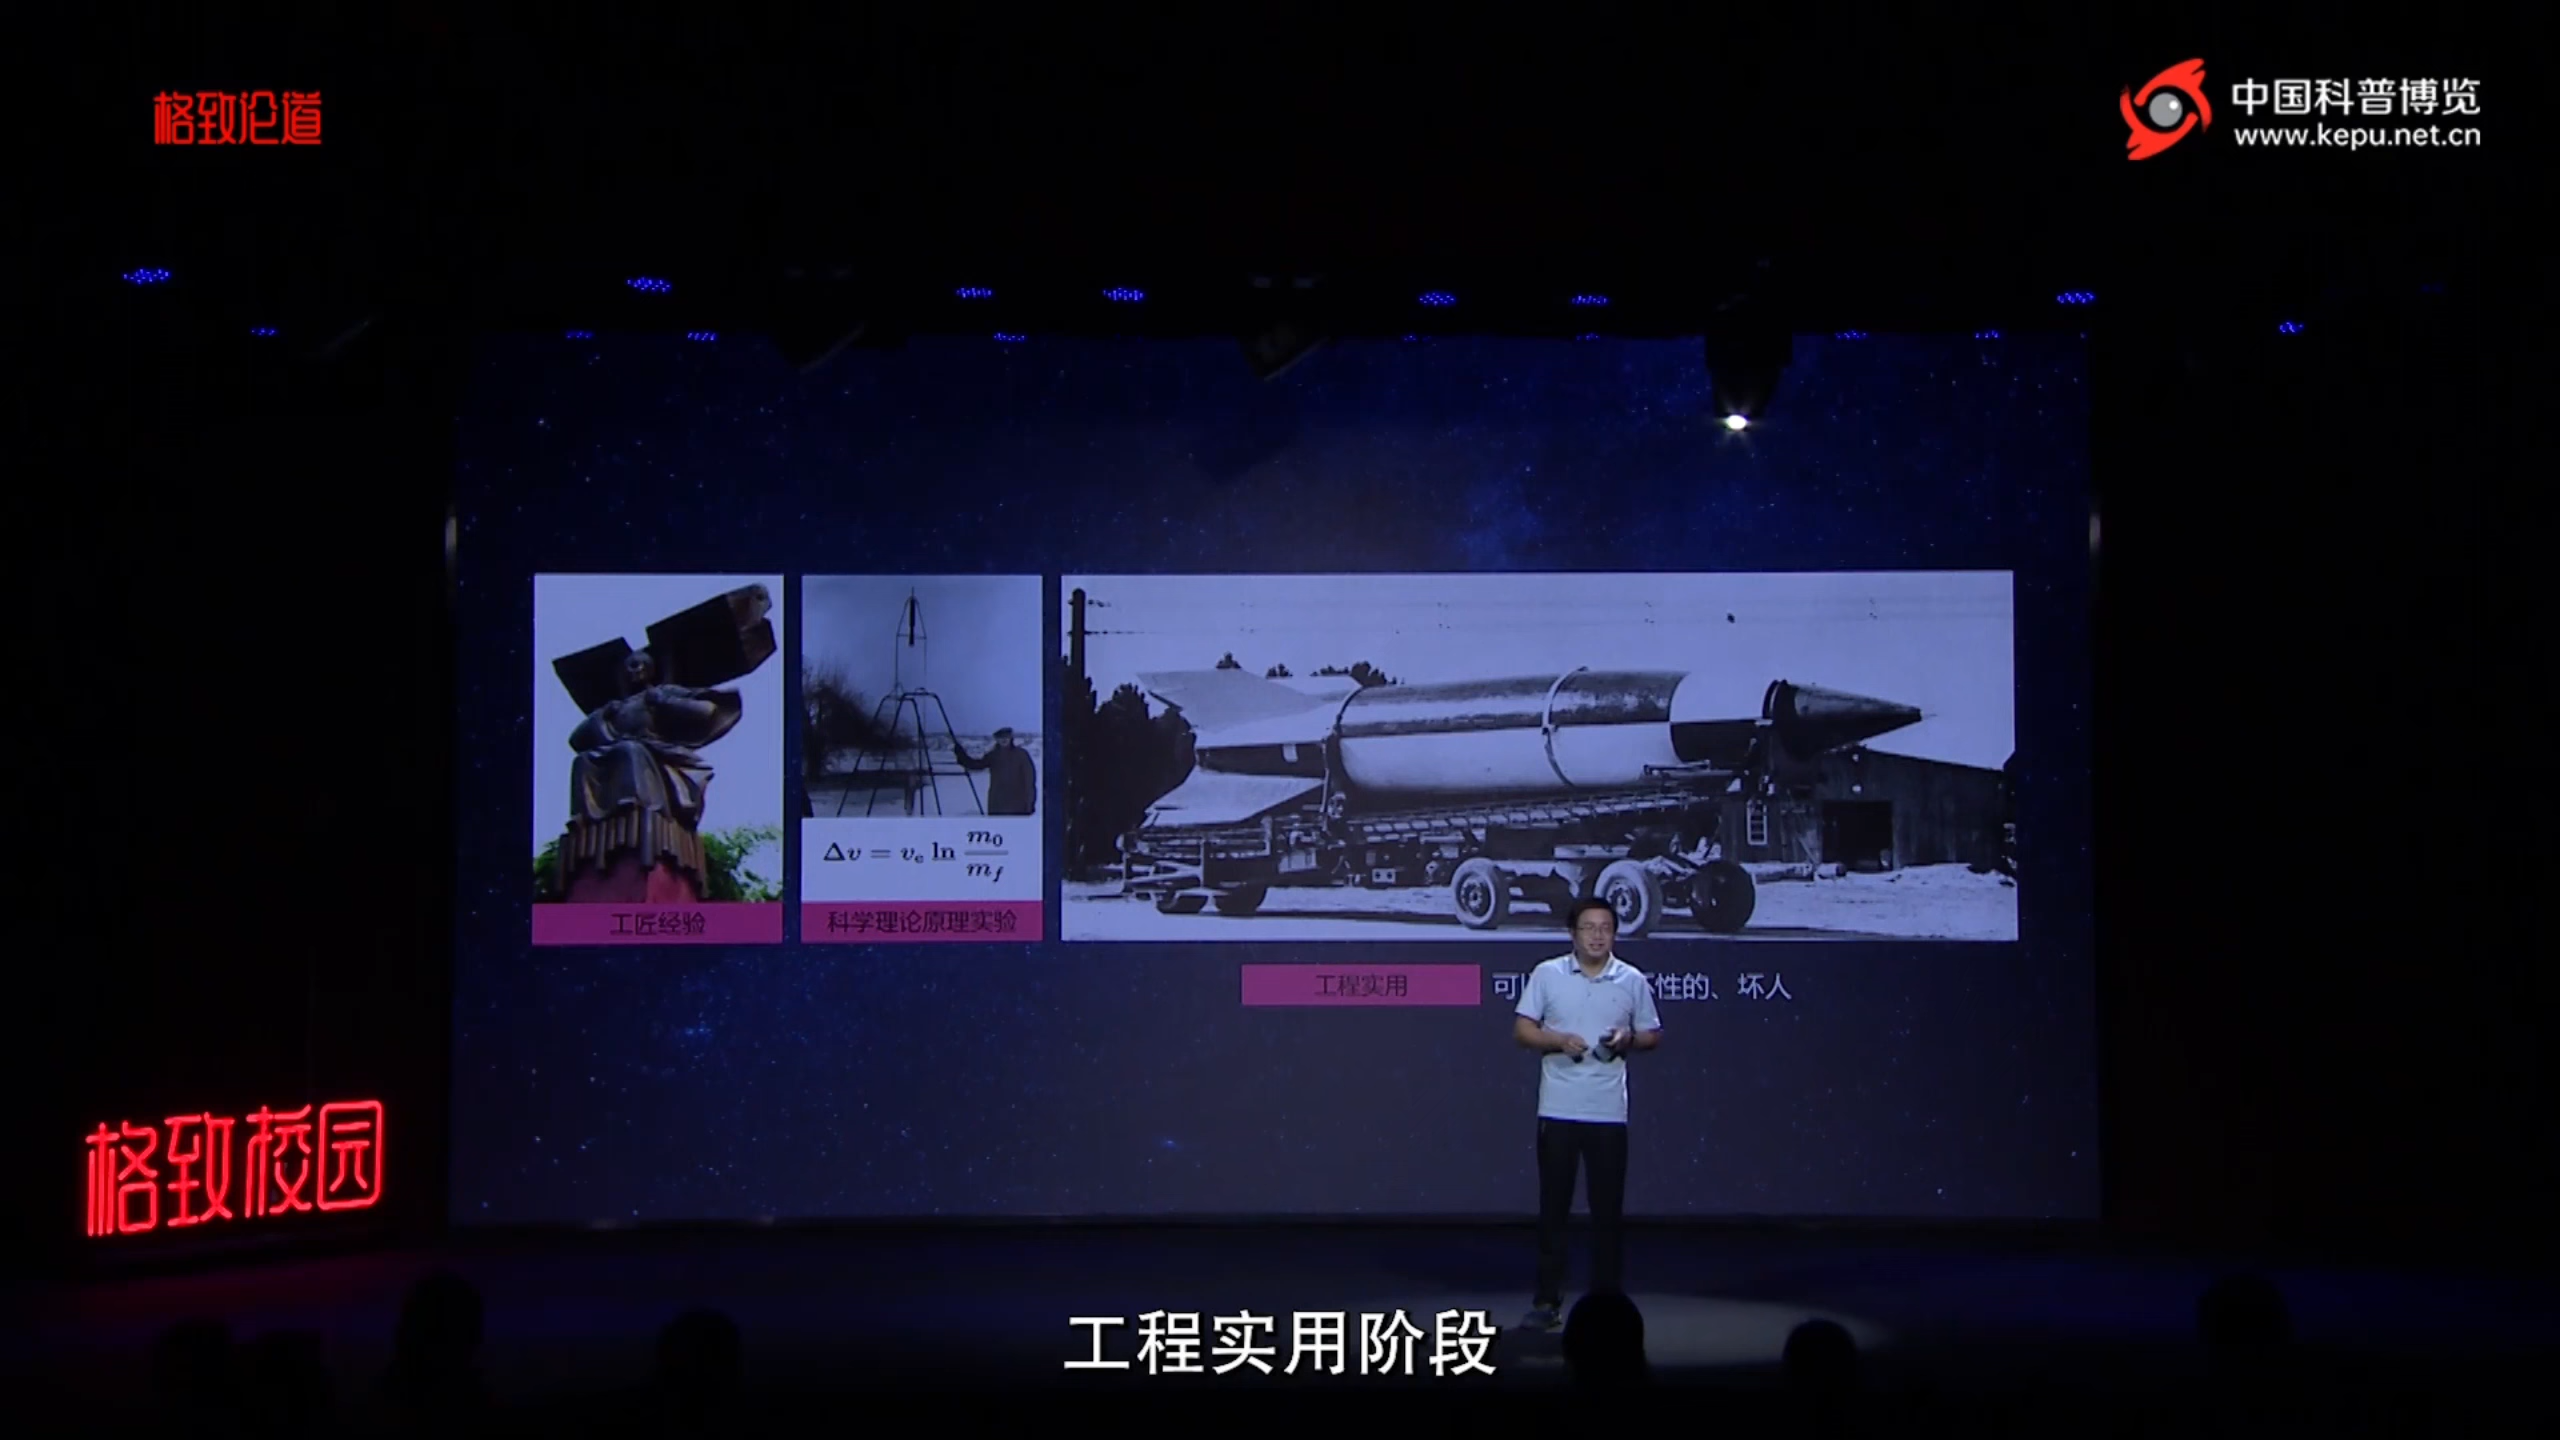 格致论道
中国科普博览
www.kepu.net.cn
Δv = vₑ ln m₀/m_f
工匠经验
科学理论原理实验
工程实用
可 性的、坏人
格致校园
工程实用阶段